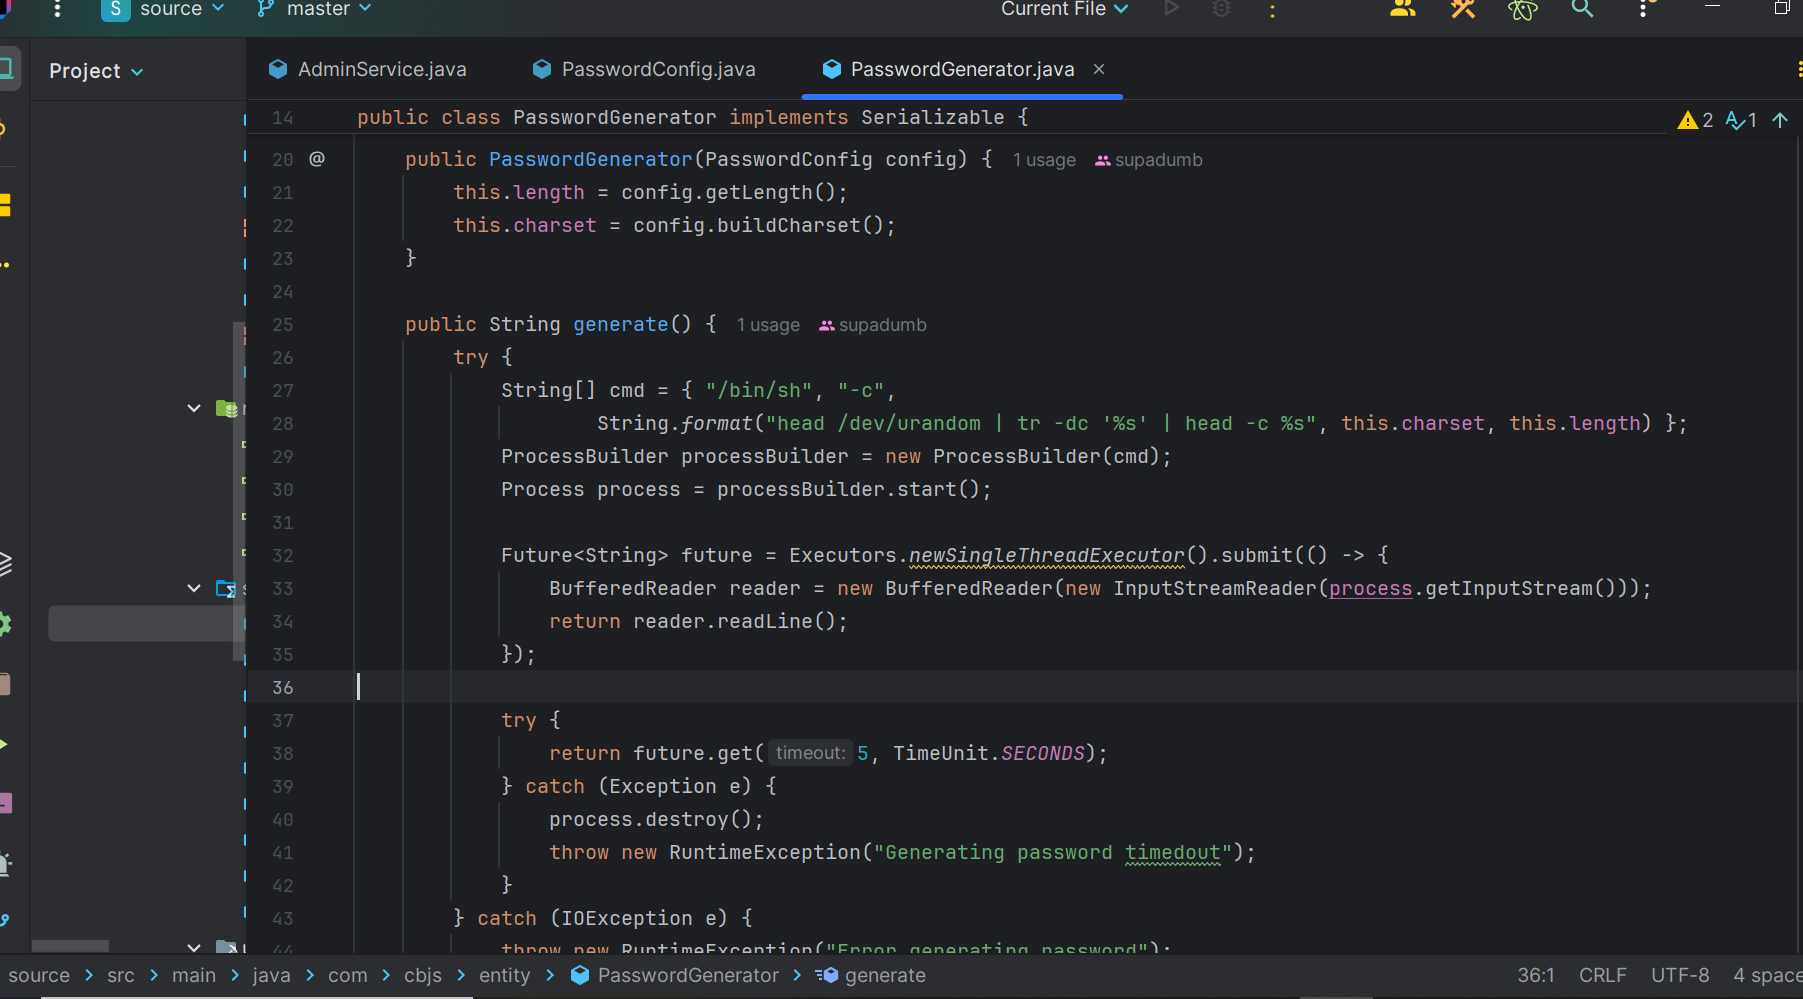 S source master Current File
Project AdminService.java PasswordConfig.java PasswordGenerator.java
14 public class PasswordGenerator implements Serializable { 2 1
20 @ public PasswordGenerator(PasswordConfig config) { 1 usage supadumb
21 this.length = config.getLength();
22 this.charset = config.buildCharset();
23 }
24
25 public String generate() { 1 usage supadumb
26 try {
27 String[] cmd = { "/bin/sh", "-c",
28 String.format("head /dev/urandom | tr -dc '%s' | head -c %s", this.charset, this.length) };
29 ProcessBuilder processBuilder = new ProcessBuilder(cmd);
30 Process process = processBuilder.start();
31
32 Future<String> future = Executors.newSingleThreadExecutor().submit(() -> {
33 BufferedReader reader = new BufferedReader(new InputStreamReader(process.getInputStream()));
34 return reader.readLine();
35 });
36
37 try {
38 return future.get( timeout: 5, TimeUnit.SECONDS);
39 } catch (Exception e) {
40 process.destroy();
41 throw new RuntimeException("Generating password timedout");
42 }
43 } catch (IOException e) {
44 throw new RuntimeException("Error generating password");
source > src > main > java > com > cbjs > entity > PasswordGenerator > generate 36:1 CRLF UTF-8 4 space